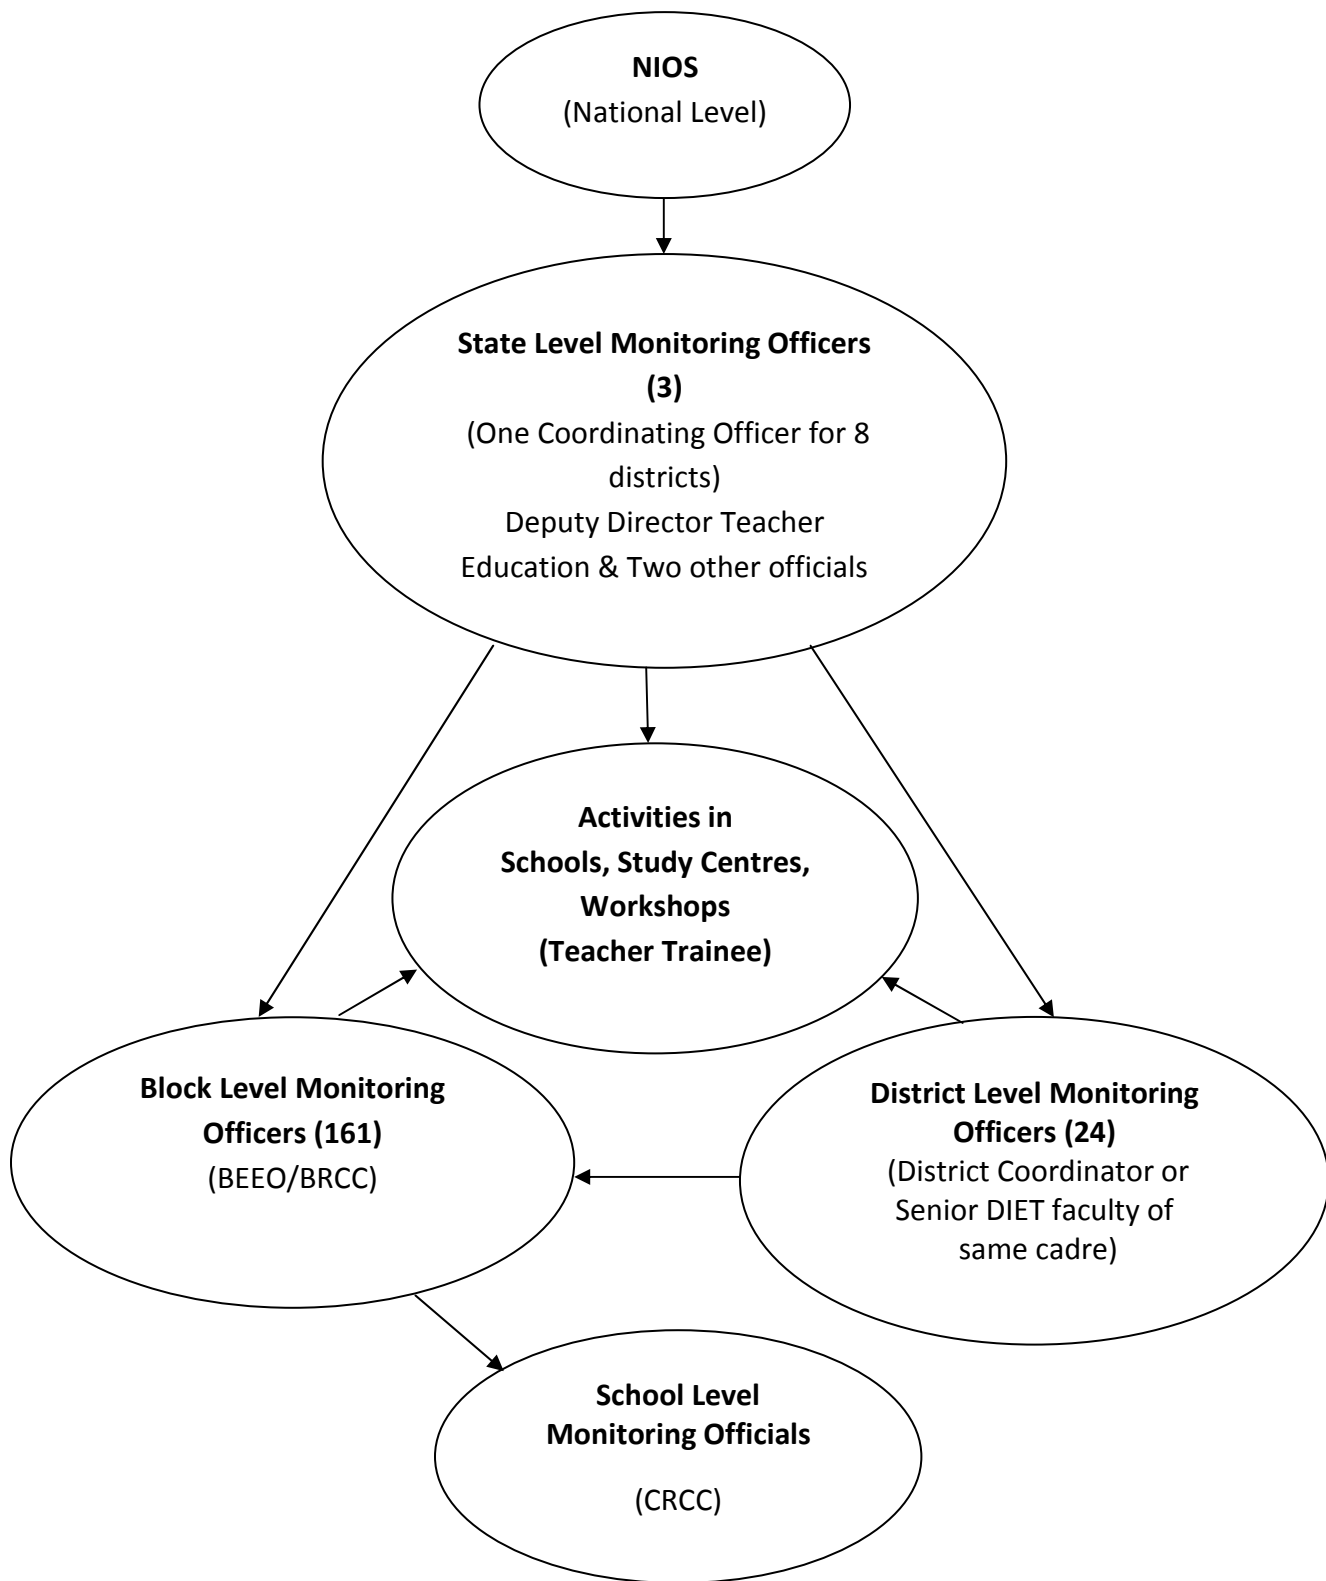 NIOS
(National Level)
State Level Monitoring Officers
(3)
(One Coordinating Officer for 8
districts)
Deputy Director Teacher
Education & Two other officials
Activities in
Schools, Study Centres,
Workshops
(Teacher Trainee)
Block Level Monitoring
Officers (161)
(BEEO/BRCC)
District Level Monitoring
Officers (24)
(District Coordinator or
Senior DIET faculty of
same cadre)
School Level
Monitoring Officials
(CRCC)